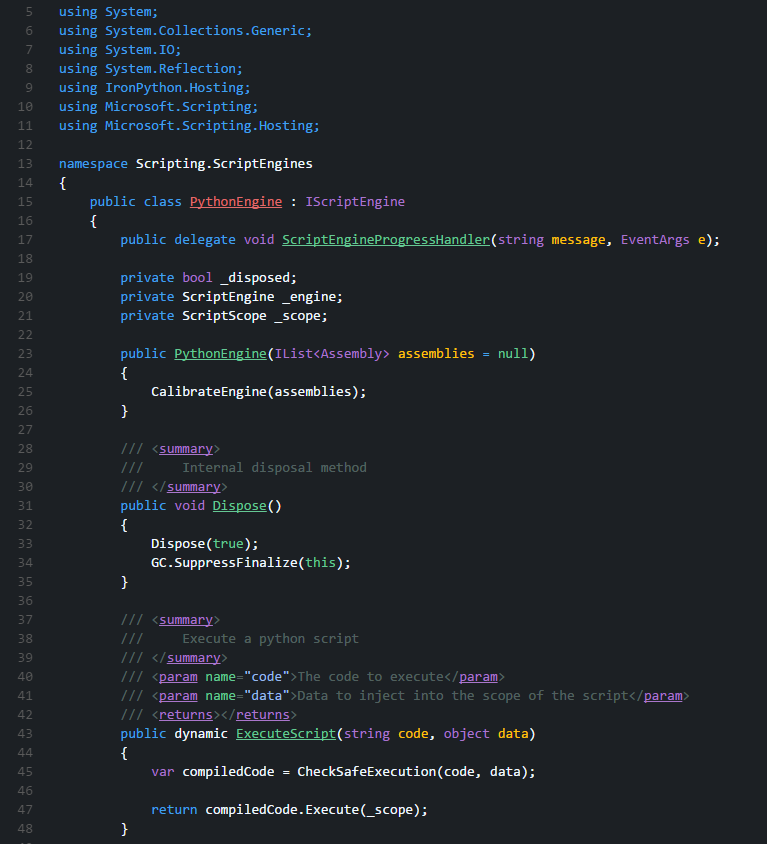 5 using System;
6 using System.Collections.Generic;
7 using System.IO;
8 using System.Reflection;
9 using IronPython.Hosting;
10 using Microsoft.Scripting;
11 using Microsoft.Scripting.Hosting;
12
13 namespace Scripting.ScriptEngines
14 {
15     public class PythonEngine : IScriptEngine
16     {
17         public delegate void ScriptEngineProgressHandler(string message, EventArgs e);
18
19         private bool _disposed;
20         private ScriptEngine _engine;
21         private ScriptScope _scope;
22
23         public PythonEngine(IList<Assembly> assemblies = null)
24         {
25             CalibrateEngine(assemblies);
26         }
27
28         /// <summary>
29         ///     Internal disposal method
30         /// </summary>
31         public void Dispose()
32         {
33             Dispose(true);
34             GC.SuppressFinalize(this);
35         }
36
37         /// <summary>
38         ///     Execute a python script
39         /// </summary>
40         /// <param name="code">The code to execute</param>
41         /// <param name="data">Data to inject into the scope of the script</param>
42         /// <returns></returns>
43         public dynamic ExecuteScript(string code, object data)
44         {
45             var compiledCode = CheckSafeExecution(code, data);
46
47             return compiledCode.Execute(_scope);
48         }